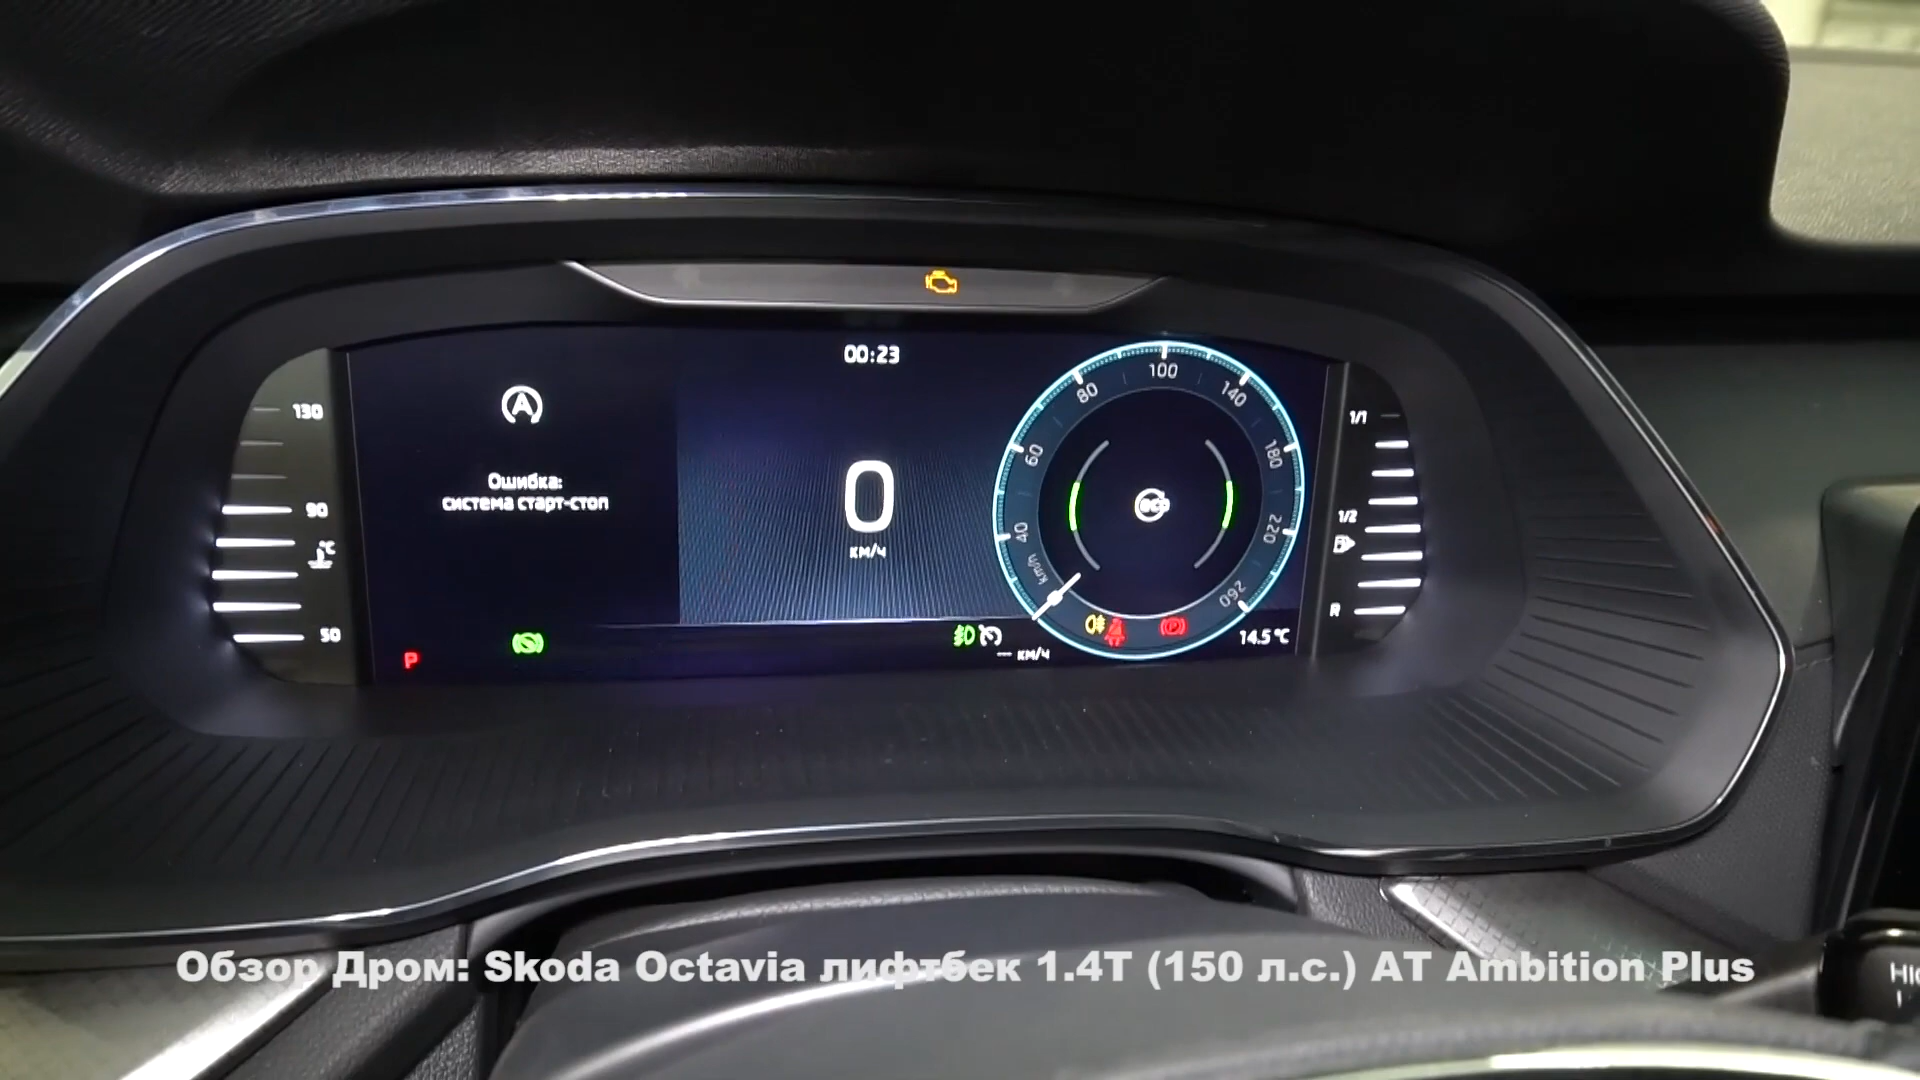 00:23
A
Ошибка:
система старт-стоп
0
км/ч
130
90
°C
50
P
100
80
140
60
180
40
220
km/h
260
eco
1/1
1/2
R
--- км/ч
P
14.5 °C
Обзор Дром: Skoda Octavia лифтбек 1.4T (150 л.с.) AT Ambition Plus